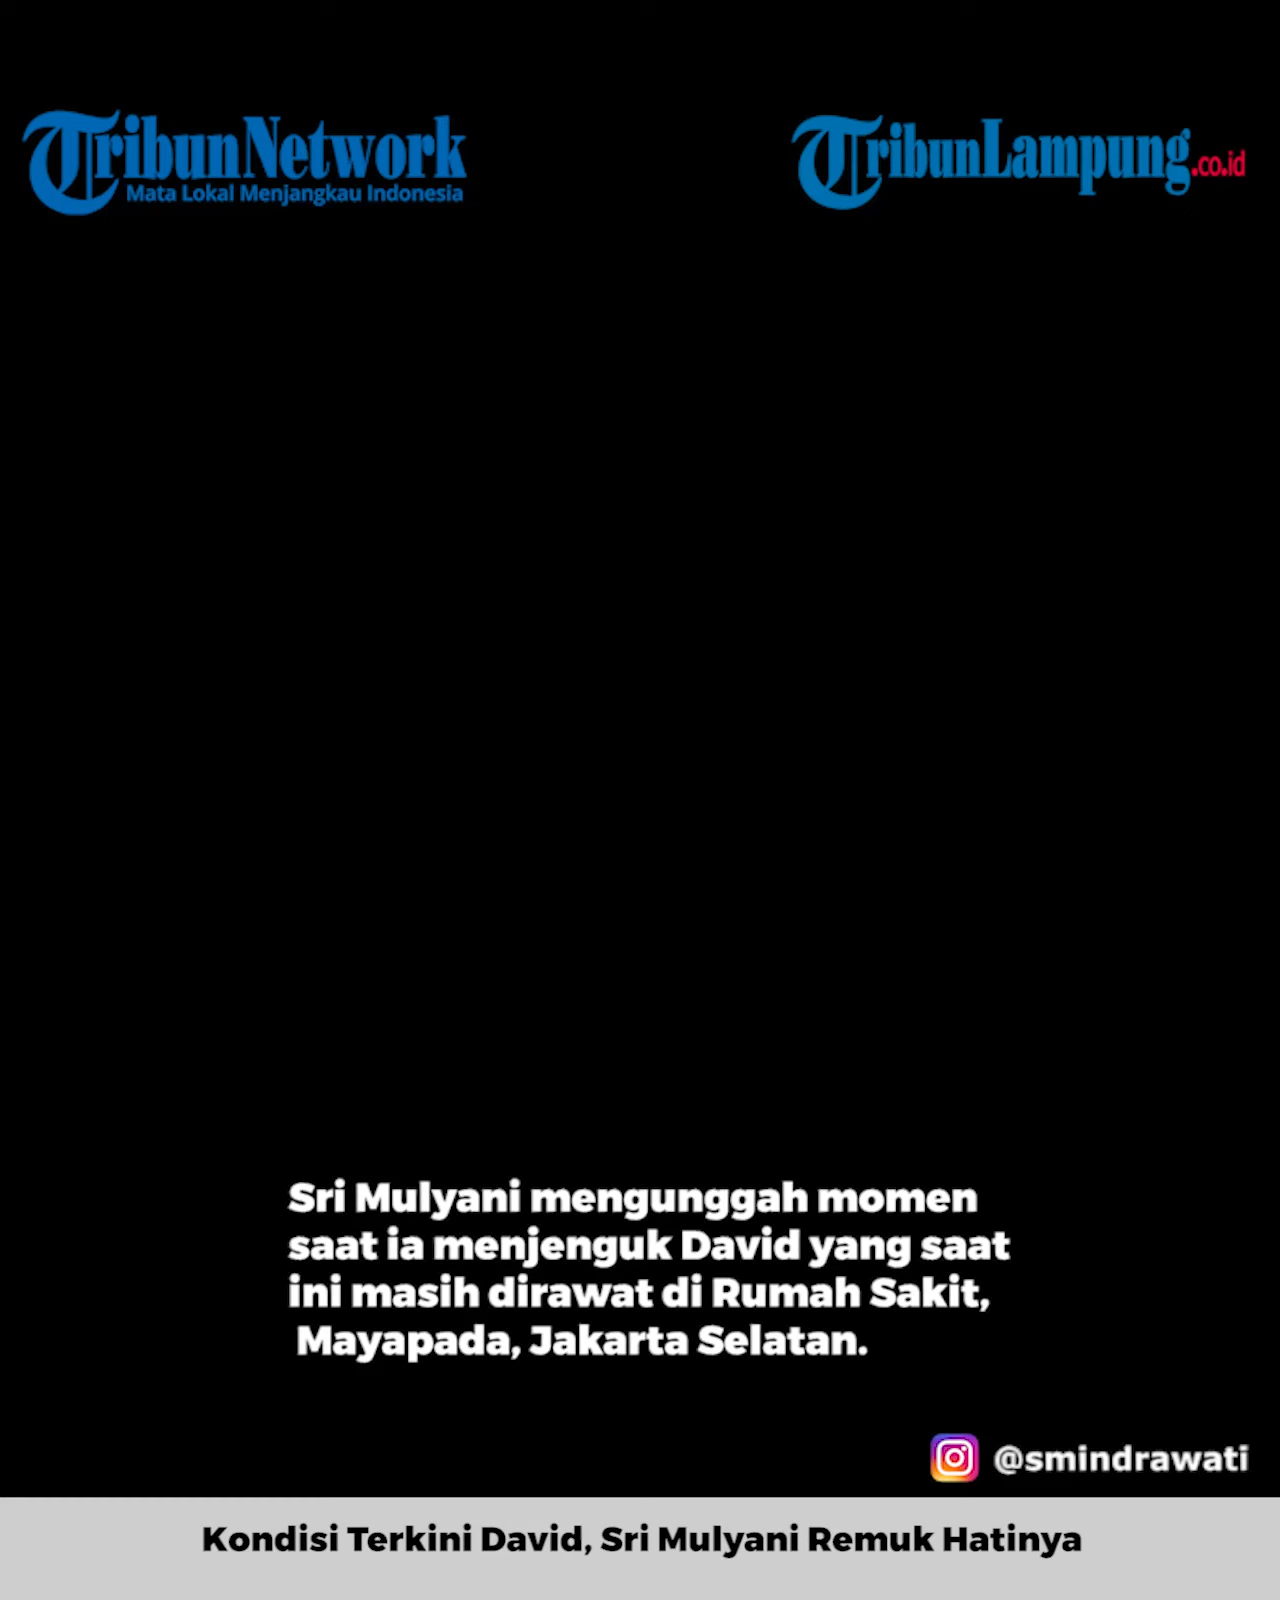 TribunNetwork
Mata Lokal Menjangkau Indonesia
TribunLampung.co.id
Sri Mulyani mengunggah momen
saat ia menjenguk David yang saat
ini masih dirawat di Rumah Sakit,
Mayapada, Jakarta Selatan.
@smindrawati
Kondisi Terkini David, Sri Mulyani Remuk Hatinya